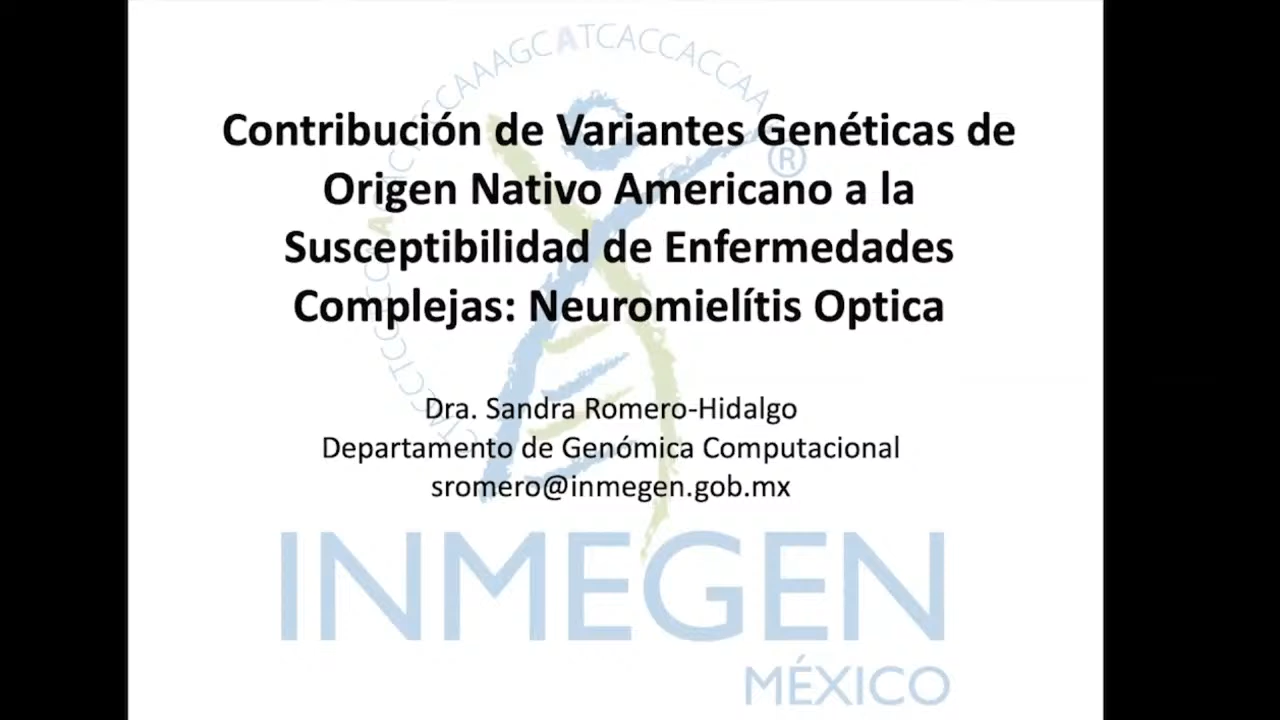 Contribución de Variantes Genéticas de
Origen Nativo Americano a la
Susceptibilidad de Enfermedades
Complejas: Neuromielítis Optica
Dra. Sandra Romero-Hidalgo
Departamento de Genómica Computacional
sromero@inmegen.gob.mx
INMEGEN
MÉXICO
®